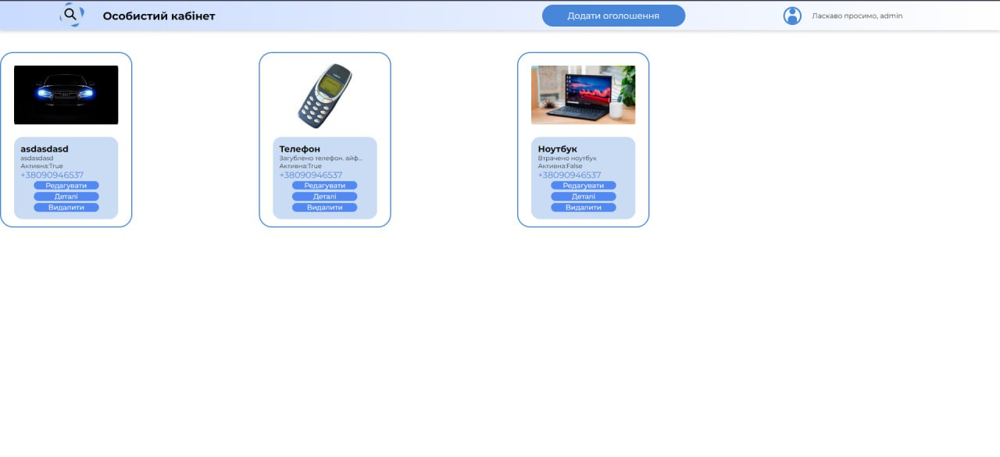 Особистий кабінет
Додати оголошення
Ласкаво просимо, admin
asdasdasd
asdasdasd
Активна:True
+38090946537
Редагувати
Деталі
Видалити
Телефон
Загублено телефон. айф...
Активна:True
+38090946537
Редагувати
Деталі
Видалити
Ноутбук
Втрачено ноутбук
Активна:False
+38090946537
Редагувати
Деталі
Видалити